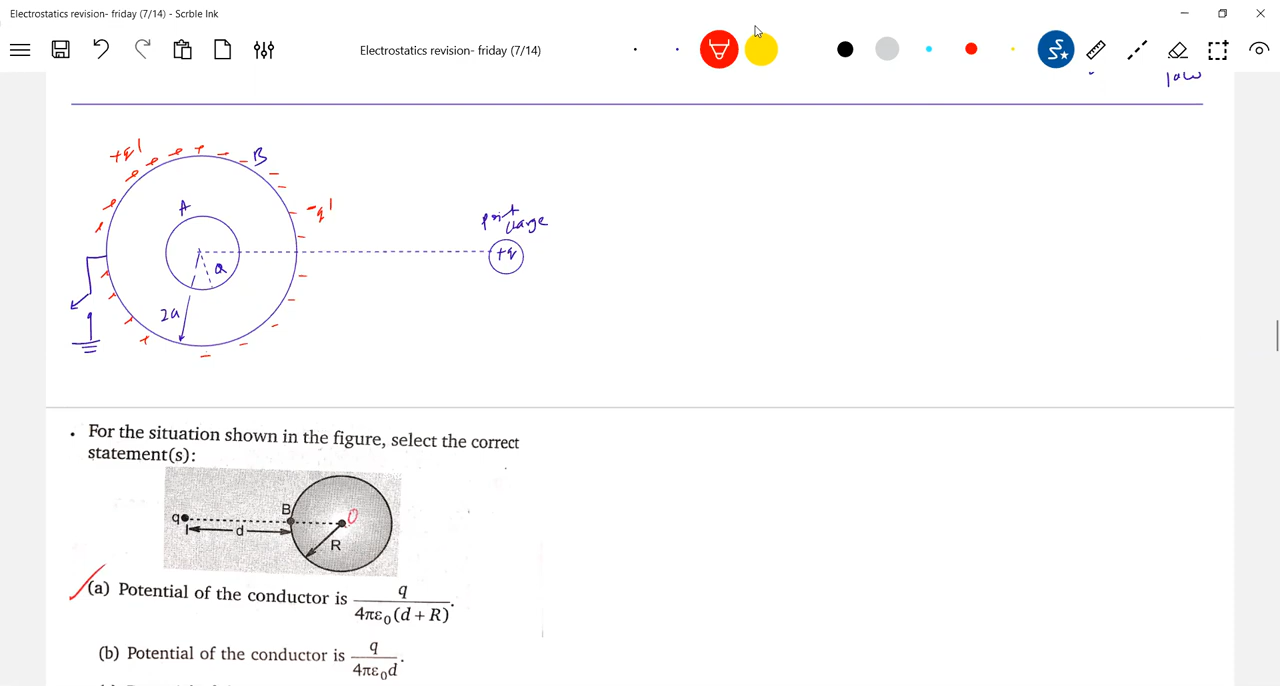 Electrostatics revision- friday (7/14) - Scrble Ink
Electrostatics revision- friday (7/14)
law
+q'
B
A
-q'
point
charge
+q
a
2a
• For the situation shown in the figure, select the correct
statement(s):
q
B
O
d
R
(a) Potential of the conductor is q / 4πε₀(d + R).
(b) Potential of the conductor is q / 4πε₀d.